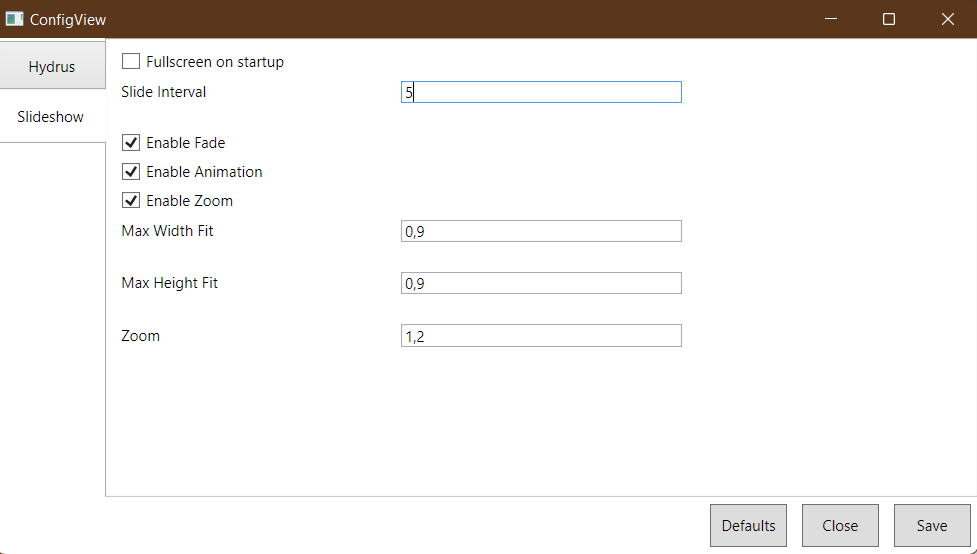 ConfigView
Hydrus
Slideshow
Fullscreen on startup
Slide Interval 5
Enable Fade
Enable Animation
Enable Zoom
Max Width Fit 0,9
Max Height Fit 0,9
Zoom 1,2
Defaults Close Save